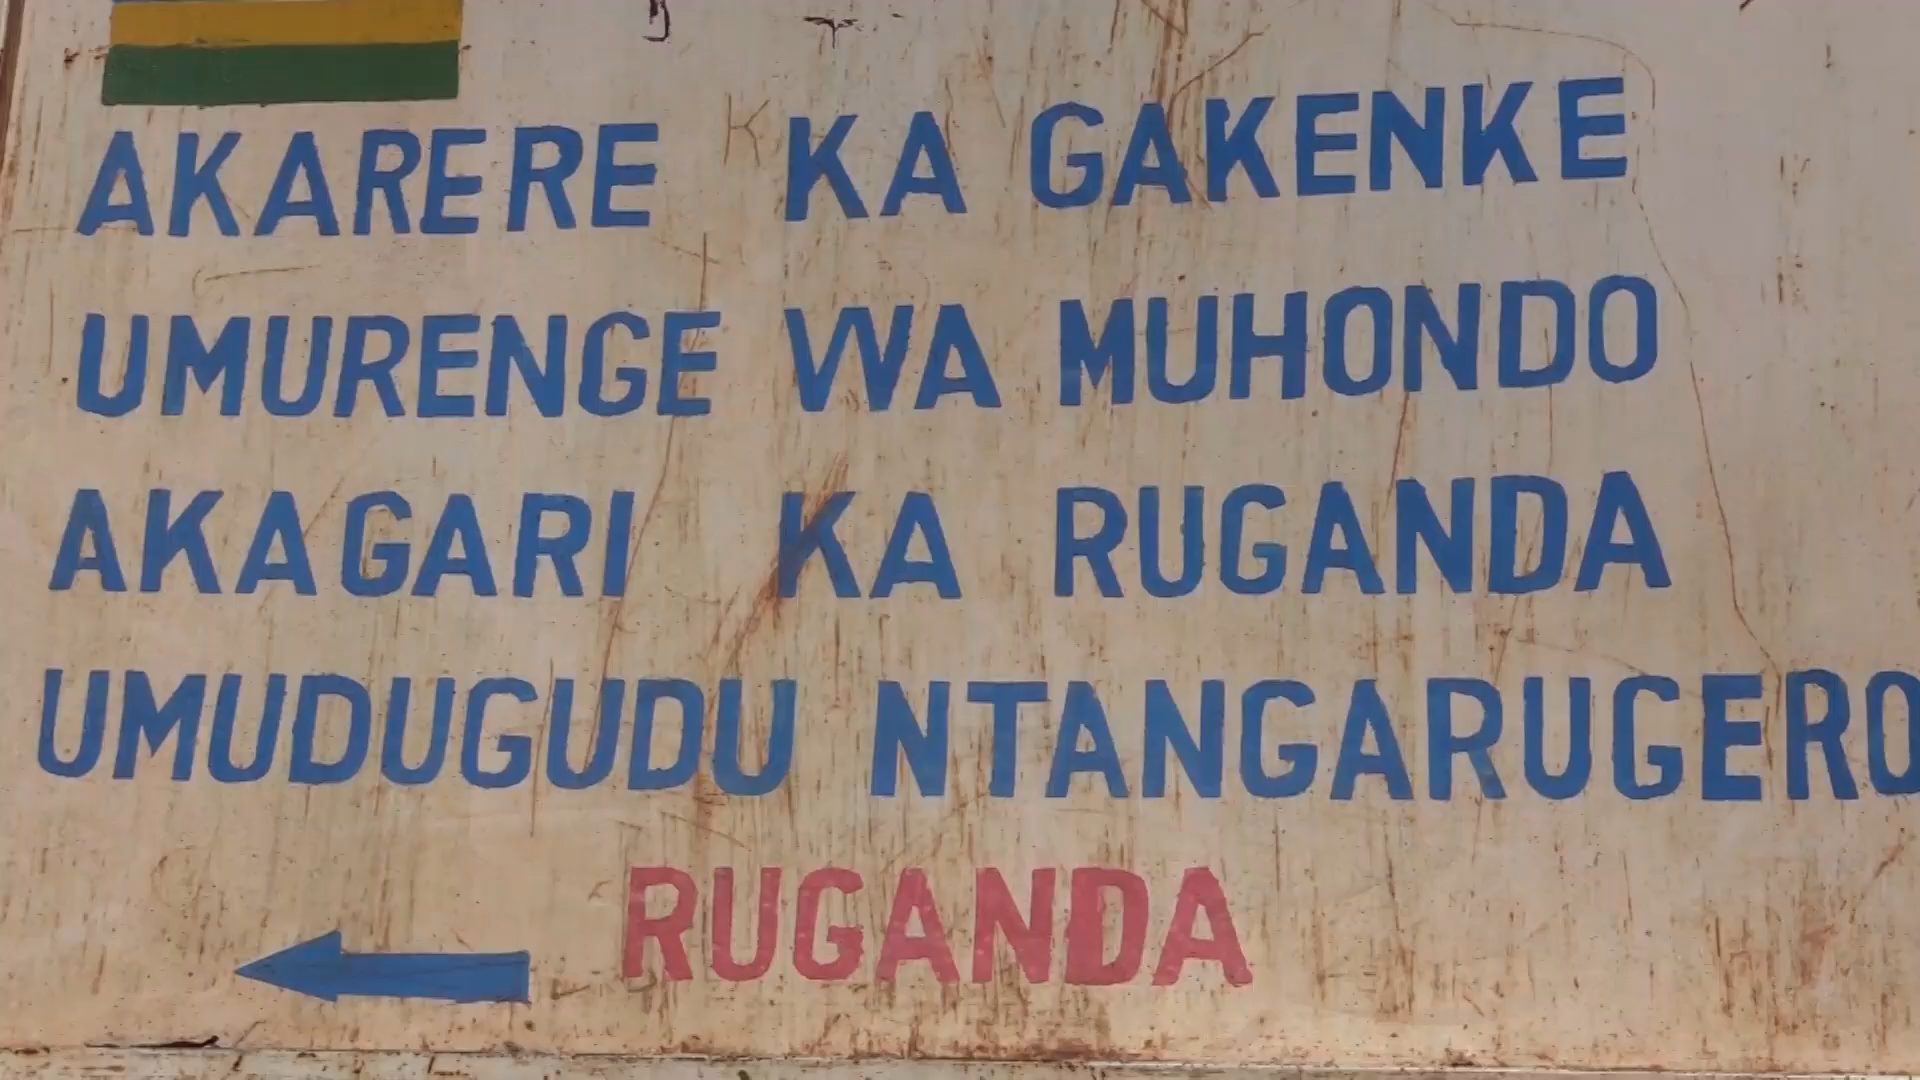 AKARERE KA GAKENKE
UMURENGE WA MUHONDO
AKAGARI KA RUGANDA
UMUDUGUDU NTANGARUGERO
RUGANDA